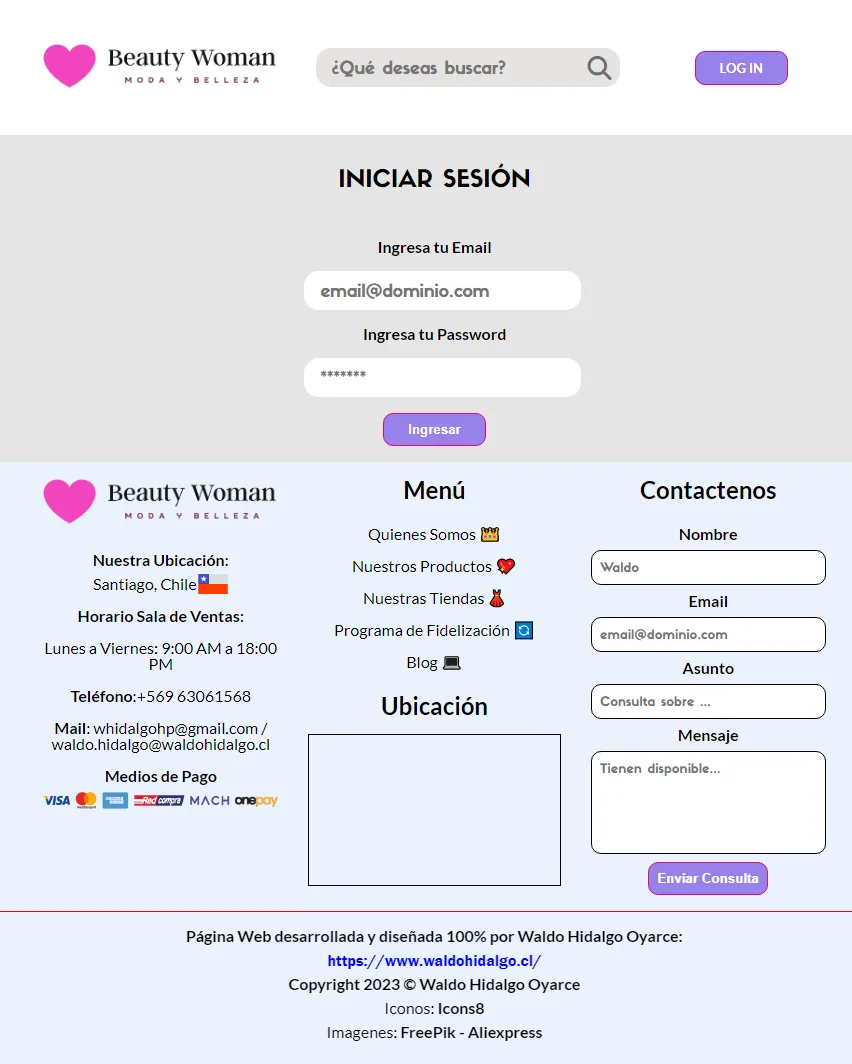 Beauty Woman
MODA Y BELLEZA
¿Qué deseas buscar?
LOG IN
INICIAR SESIÓN
Ingresa tu Email
email@dominio.com
Ingresa tu Password
*******
Ingresar
Beauty Woman
MODA Y BELLEZA
Nuestra Ubicación:
Santiago, Chile
Horario Sala de Ventas:
Lunes a Viernes: 9:00 AM a 18:00
PM
Teléfono:+569 63061568
Mail: whidalgohp@gmail.com /
waldo.hidalgo@waldohidalgo.cl
Medios de Pago
VISA
Redcompra
MACH
onepay
Menú
Quienes Somos
Nuestros Productos
Nuestras Tiendas
Programa de Fidelización
Blog
Ubicación
Contactenos
Nombre
Waldo
Email
email@dominio.com
Asunto
Consulta sobre ...
Mensaje
Tienen disponible...
Enviar Consulta
Página Web desarrollada y diseñada 100% por Waldo Hidalgo Oyarce:
https://www.waldohidalgo.cl/
Copyright 2023 © Waldo Hidalgo Oyarce
Iconos: Icons8
Imagenes: FreePik - Aliexpress